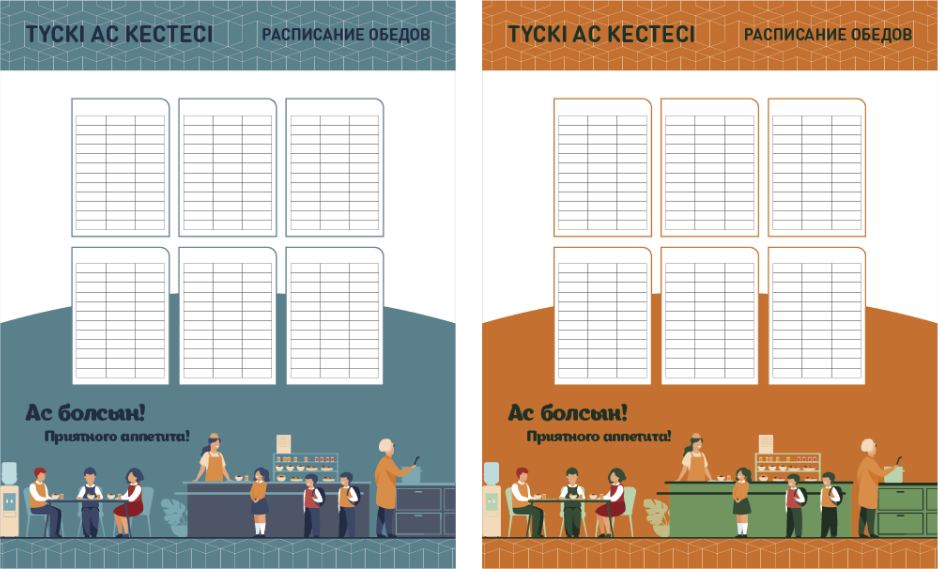 ТҮСКІ АС КЕСТЕСІ
РАСПИСАНИЕ ОБЕДОВ
Ас болсын!
Приятного аппетита!
ТҮСКІ АС КЕСТЕСІ
РАСПИСАНИЕ ОБЕДОВ
Ас болсын!
Приятного аппетита!